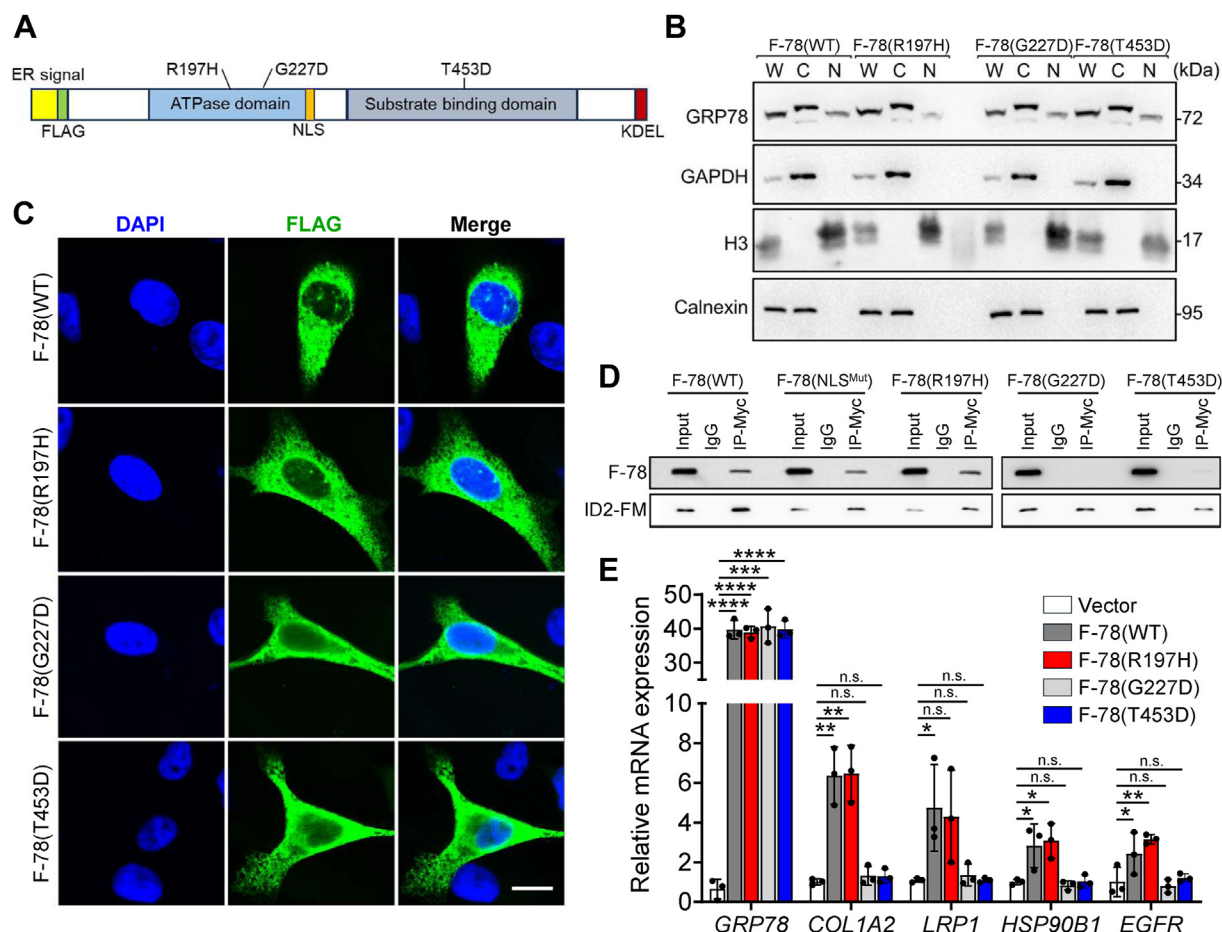 A
ER signal
R197H
G227D
T453D
ATPase domain
Substrate binding domain
FLAG
NLS
KDEL
B
F-78(WT) F-78(R197H) F-78(G227D) F-78(T453D)
W C N W C N W C N W C N (kDa)
GRP78
-72
GAPDH
-34
H3
-17
Calnexin
-95
C
DAPI FLAG Merge
F-78(WT)
F-78(R197H)
F-78(G227D)
F-78(T453D)
D
F-78(WT) F-78(NLSMut) F-78(R197H) F-78(G227D) F-78(T453D)
Input IgG IP-Myc Input IgG IP-Myc Input IgG IP-Myc Input IgG IP-Myc Input IgG IP-Myc
F-78
ID2-FM
E
Relative mRNA expression
50
40
30
10
8
6
4
2
0
****
***
****
****
n.s.
n.s.
**
**
n.s.
n.s.
n.s.
*
n.s.
n.s.
*
*
n.s.
n.s.
**
*
Vector
F-78(WT)
F-78(R197H)
F-78(G227D)
F-78(T453D)
GRP78 COL1A2 LRP1 HSP90B1 EGFR